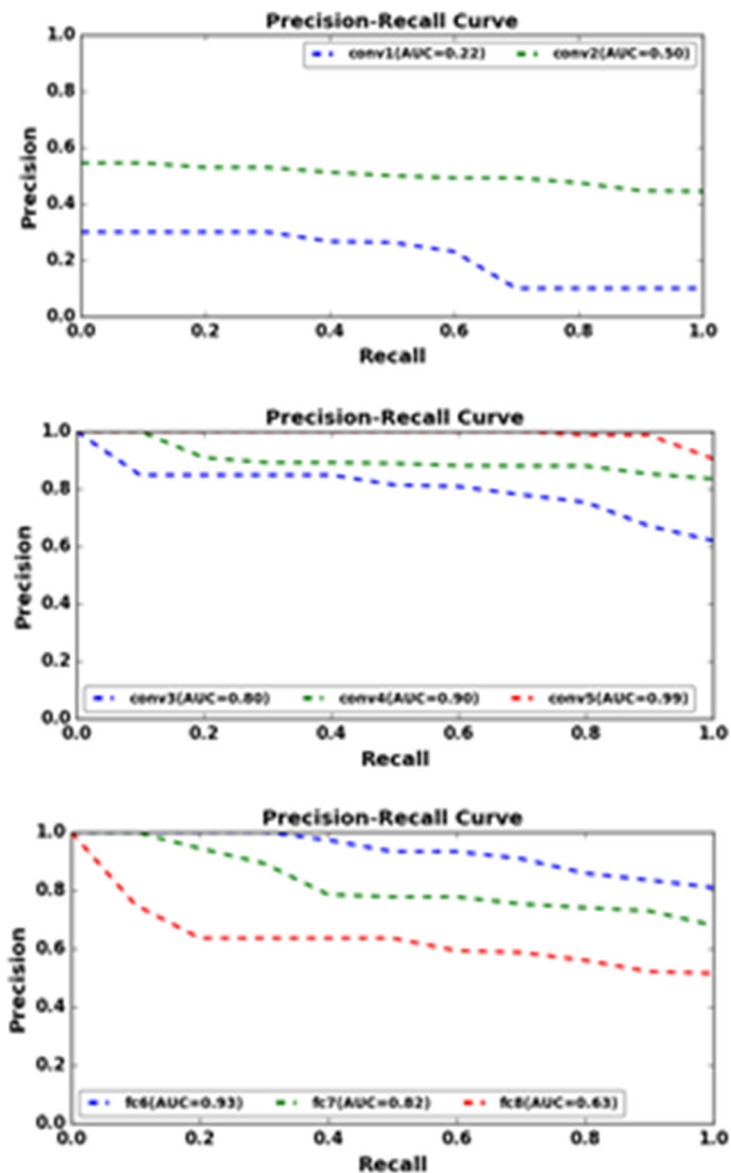 Precision-Recall Curve
1.0
conv1(AUC=0.22) conv2(AUC=0.50)
0.8
0.6
0.4
0.2
0.0
Precision
0.0 0.2 0.4 0.6 0.8 1.0
Recall
Precision-Recall Curve
1.0
0.8
0.6
0.4
0.2
conv3(AUC=0.80) conv4(AUC=0.90) conv5(AUC=0.99)
0.0
Precision
0.0 0.2 0.4 0.6 0.8 1.0
Recall
Precision-Recall Curve
1.0
0.8
0.6
0.4
0.2
fc6(AUC=0.93) fc7(AUC=0.82) fc8(AUC=0.63)
0.0
Precision
0.0 0.2 0.4 0.6 0.8 1.0
Recall